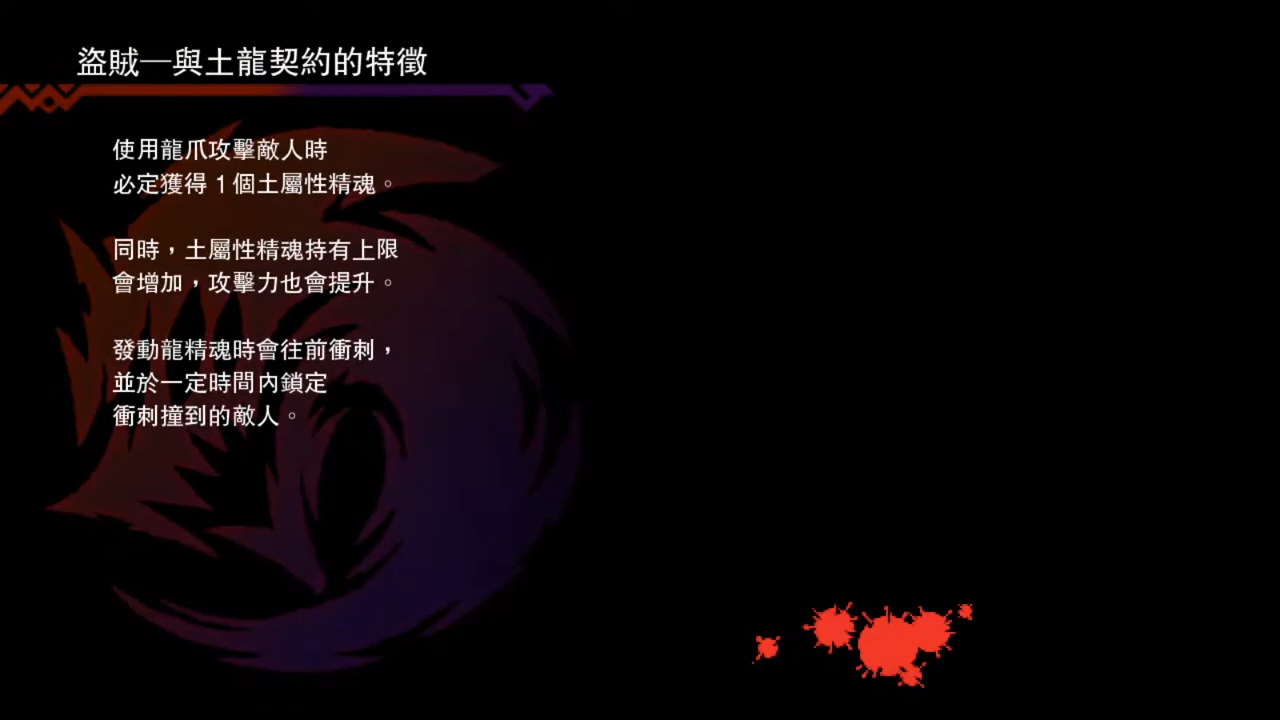 盜賊─與土龍契約的特徵
使用龍爪攻擊敵人時
必定獲得1個土屬性精魂。
同時，土屬性精魂持有上限
會增加，攻擊力也會提升。
發動龍精魂時會往前衝刺，
並於一定時間內鎖定
衝刺撞到的敵人。